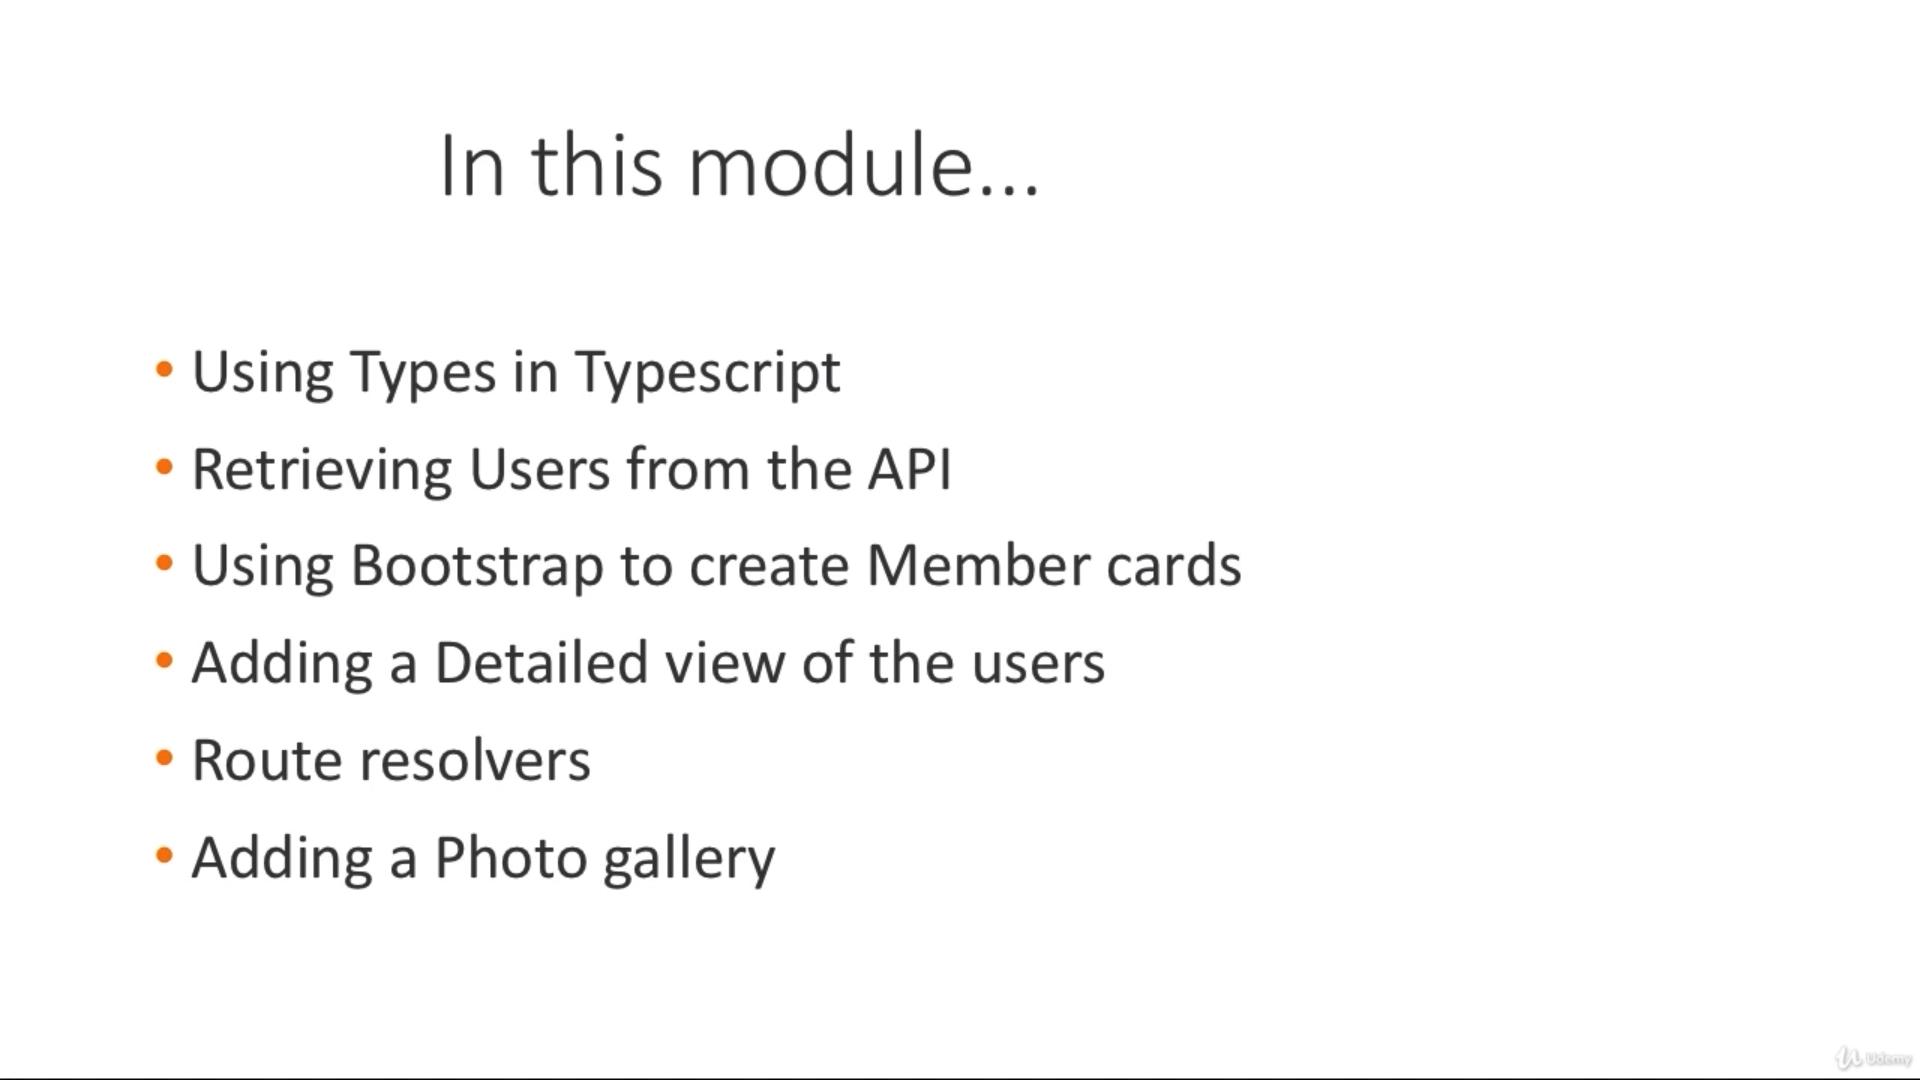 In this module...
• Using Types in Typescript
• Retrieving Users from the API
• Using Bootstrap to create Member cards
• Adding a Detailed view of the users
• Route resolvers
• Adding a Photo gallery
Udemy